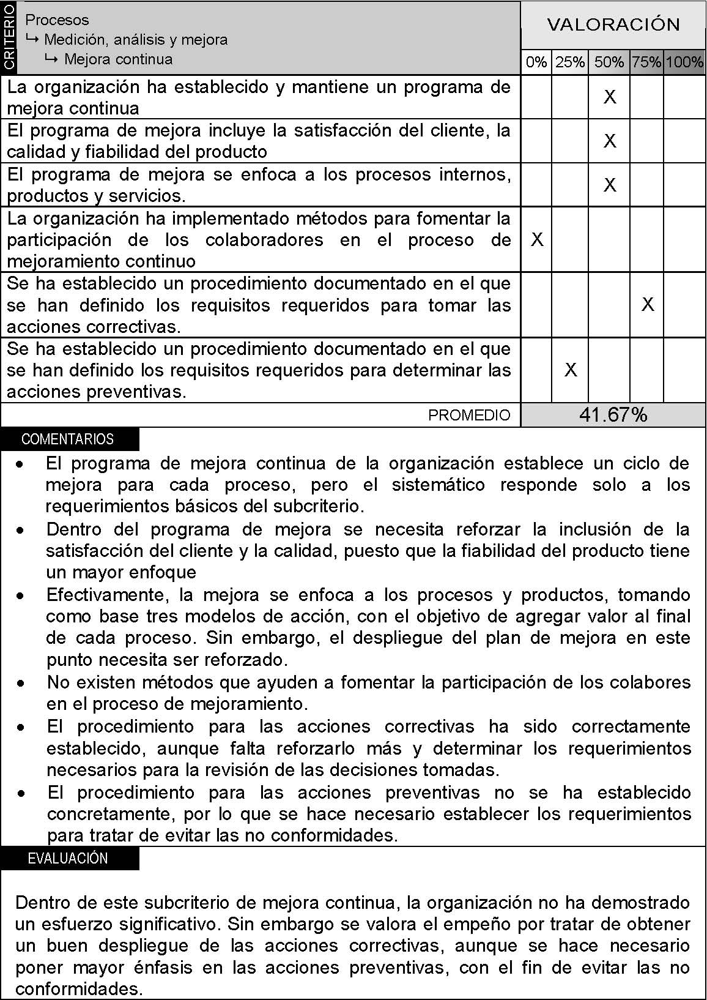 CRITERIO
Procesos
↳ Medición, análisis y mejora
↳ Mejora continua
VALORACIÓN
0% 25% 50% 75% 100%
La organización ha establecido y mantiene un programa de
mejora continua
X
El programa de mejora incluye la satisfacción del cliente, la
calidad y fiabilidad del producto
X
El programa de mejora se enfoca a los procesos internos,
productos y servicios.
X
La organización ha implementado métodos para fomentar la
participación de los colaboradores en el proceso de
mejoramiento continuo
X
Se ha establecido un procedimiento documentado en el que
se han definido los requisitos requeridos para tomar las
acciones correctivas.
X
Se ha establecido un procedimiento documentado en el que
se han definido los requisitos requeridos para determinar las
acciones preventivas.
X
PROMEDIO 41.67%
COMENTARIOS
• El programa de mejora continua de la organización establece un ciclo de
mejora para cada proceso, pero el sistemático responde solo a los
requerimientos básicos del subcriterio.
• Dentro del programa de mejora se necesita reforzar la inclusión de la
satisfacción del cliente y la calidad, puesto que la fiabilidad del producto tiene
un mayor enfoque
• Efectivamente, la mejora se enfoca a los procesos y productos, tomando
como base tres modelos de acción, con el objetivo de agregar valor al final
de cada proceso. Sin embargo, el despliegue del plan de mejora en este
punto necesita ser reforzado.
• No existen métodos que ayuden a fomentar la participación de los colabores
en el proceso de mejoramiento.
• El procedimiento para las acciones correctivas ha sido correctamente
establecido, aunque falta reforzarlo más y determinar los requerimientos
necesarios para la revisión de las decisiones tomadas.
• El procedimiento para las acciones preventivas no se ha establecido
concretamente, por lo que se hace necesario establecer los requerimientos
para tratar de evitar las no conformidades.
EVALUACIÓN
Dentro de este subcriterio de mejora continua, la organización no ha demostrado
un esfuerzo significativo. Sin embargo se valora el empeño por tratar de obtener
un buen despliegue de las acciones correctivas, aunque se hace necesario
poner mayor énfasis en las acciones preventivas, con el fin de evitar las no
conformidades.